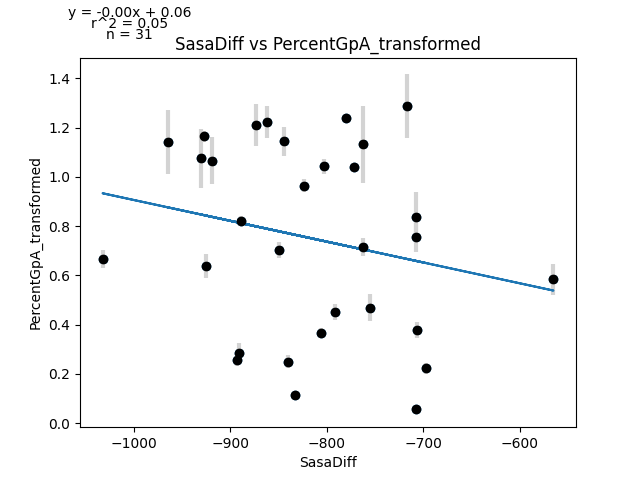 y = -0.00x + 0.06
r^2 = 0.05
n = 31
SasaDiff vs PercentGpA_transformed
1.4
1.2
1.0
0.8
0.6
0.4
0.2
0.0
PercentGpA_transformed
−1000 −900 −800 −700 −600
SasaDiff